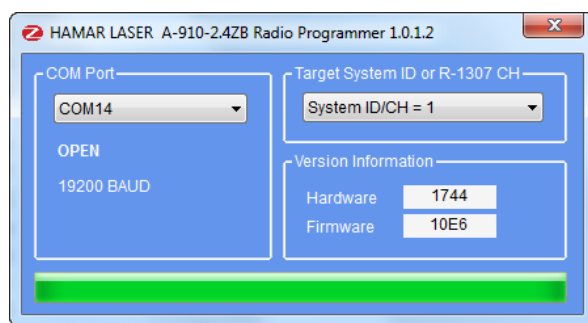 HAMAR LASER A-910-2.4ZB Radio Programmer 1.0.1.2
COM Port
COM14
OPEN
19200 BAUD
Target System ID or R-1307 CH
System ID/CH = 1
Version Information
Hardware 1744
Firmware 10E6